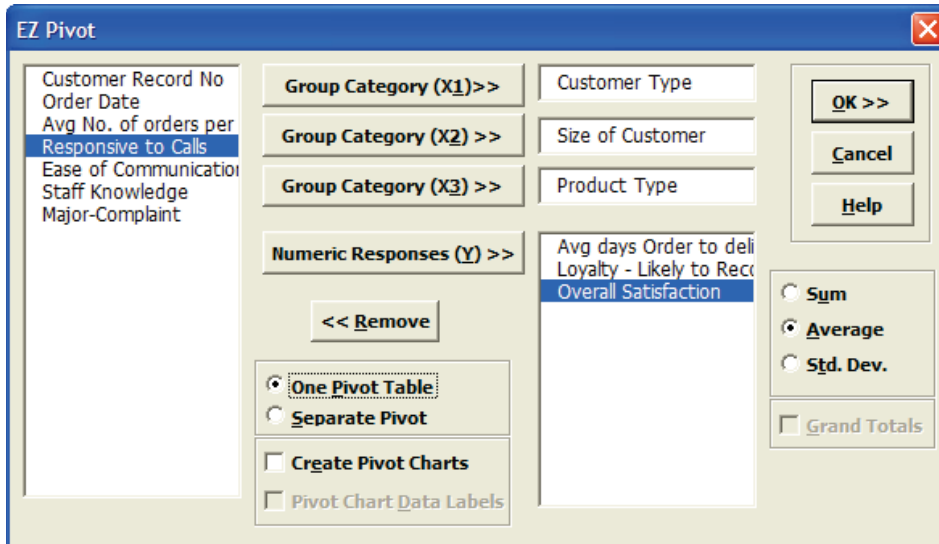 EZ Pivot
Customer Record No
Order Date
Avg No. of orders per
Responsive to Calls
Ease of Communication
Staff Knowledge
Major-Complaint
Group Category (X1)>>
Customer Type
Group Category (X2) >>
Size of Customer
Group Category (X3) >>
Product Type
Numeric Responses (Y) >>
Avg days Order to deli
Loyalty - Likely to Reco
Overall Satisfaction
<< Remove
One Pivot Table
Separate Pivot
Create Pivot Charts
Pivot Chart Data Labels
OK >>
Cancel
Help
Sum
Average
Std. Dev.
Grand Totals